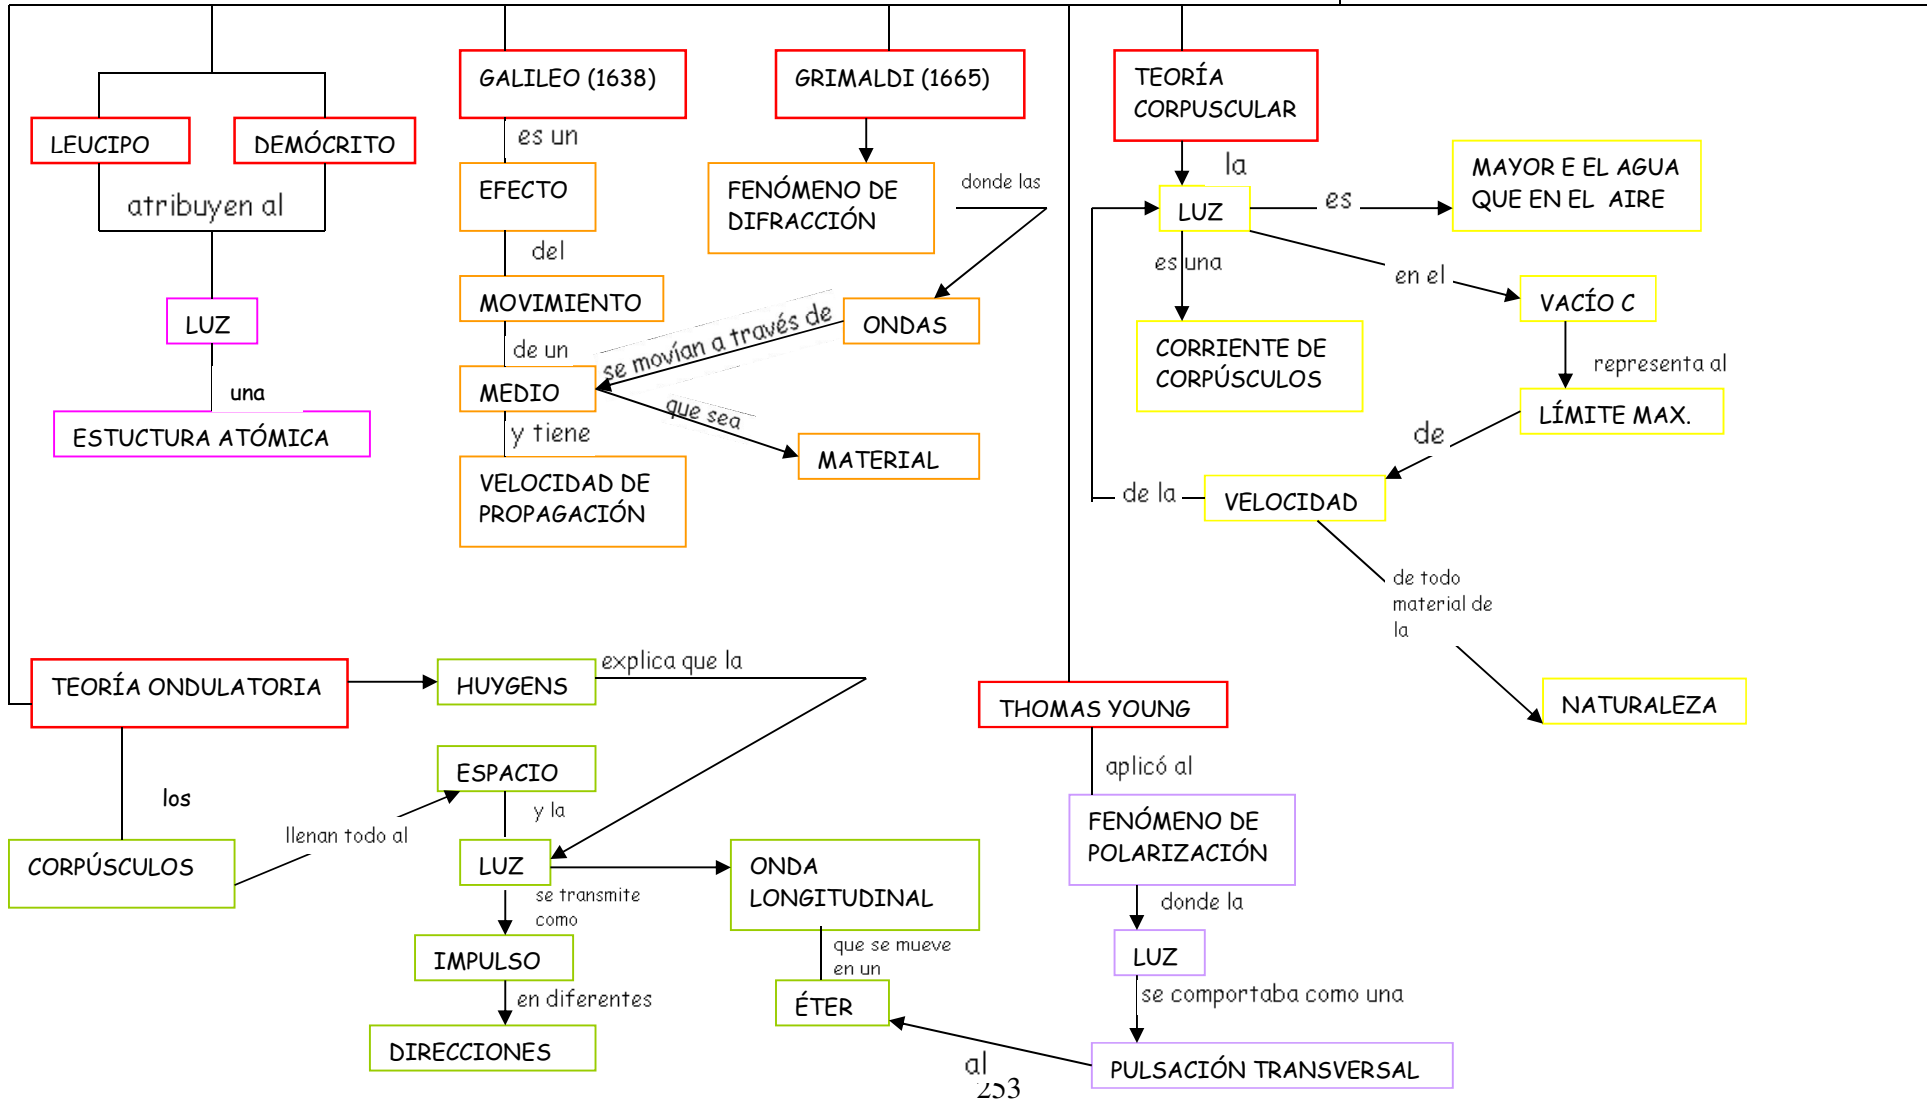 LEUCIPO
DEMÓCRITO
atribuyen al
LUZ
una
ESTUCTURA ATÓMICA
GALILEO (1638)
es un
EFECTO
del
MOVIMIENTO
de un
MEDIO
y tiene
VELOCIDAD DE
PROPAGACIÓN
GRIMALDI (1665)
FENÓMENO DE
DIFRACCIÓN
donde las
ONDAS
se movían a través de
que sea
MATERIAL
TEORÍA
CORPUSCULAR
la
LUZ
es
MAYOR E EL AGUA
QUE EN EL AIRE
es una
CORRIENTE DE
CORPÚSCULOS
en el
VACÍO C
representa al
LÍMITE MAX.
de
VELOCIDAD
de la
de todo
material de
la
NATURALEZA
TEORÍA ONDULATORIA
HUYGENS
explica que la
los
CORPÚSCULOS
llenan todo al
ESPACIO
y la
LUZ
se transmite
como
IMPULSO
en diferentes
DIRECCIONES
ONDA
LONGITUDINAL
que se mueve
en un
ÉTER
THOMAS YOUNG
aplicó al
FENÓMENO DE
POLARIZACIÓN
donde la
LUZ
se comportaba como una
PULSACIÓN TRANSVERSAL
al
253